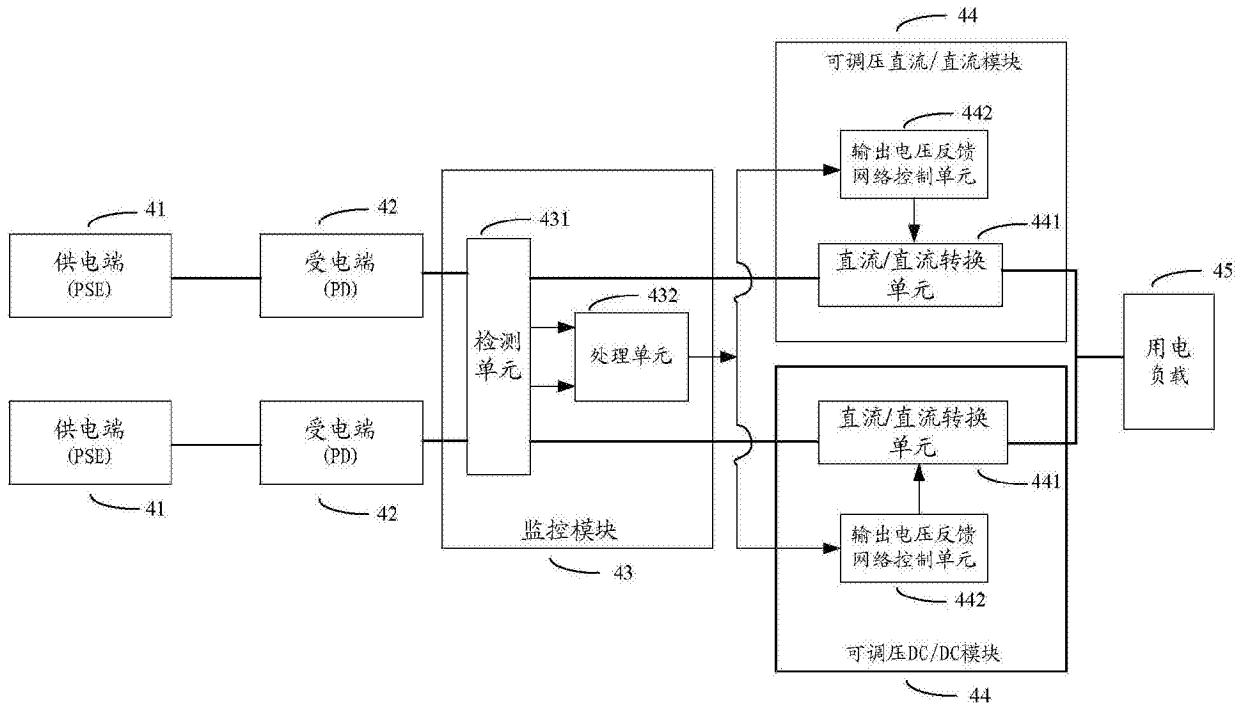 44
可调压直流/直流模块
442
输出电压反馈
网络控制单元
41
42
431
441
45
供电端
(PSE)
受电端
(PD)
直流/直流转换
单元
432
检测
单元
处理单元
用电
负载
供电端
(PSE)
受电端
(PD)
直流/直流转换
单元
41
42
441
监控模块
输出电压反馈
网络控制单元
43
442
可调压DC/DC模块
44